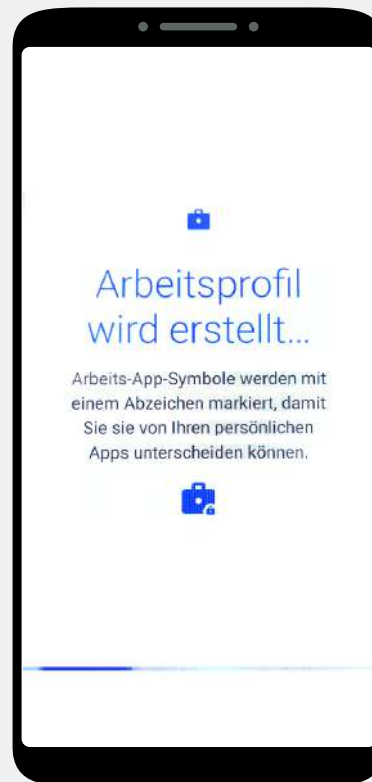 Arbeitsprofil
wird erstellt...
Arbeits-App-Symbole werden mit
einem Abzeichen markiert, damit
Sie sie von Ihren persönlichen
Apps unterscheiden können.